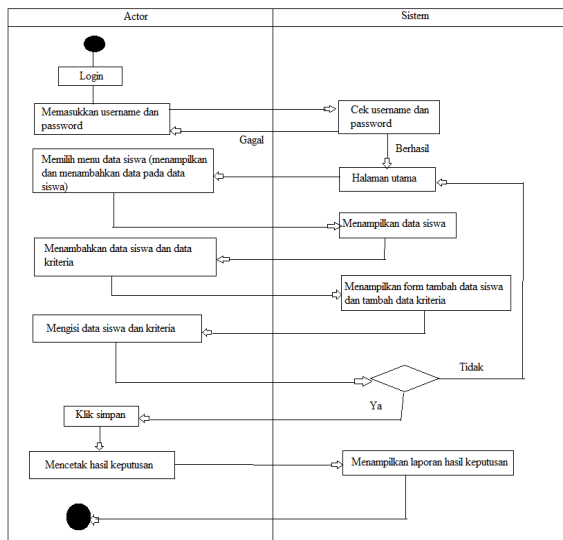 Actor
Sistem
Login
Memasukkan username dan
password
Cek username dan
password
Gagal
Berhasil
Memilih menu data siswa (menampilkan
dan menambahkan data pada data
siswa)
Halaman utama
Menampilkan data siswa
Menambahkan data siswa dan data
kriteria
Menampilkan form tambah data siswa
dan tambah data kriteria
Mengisi data siswa dan kriteria
Tidak
Ya
Klik simpan
Mencetak hasil keputusan
Menampilkan laporan hasil keputusan